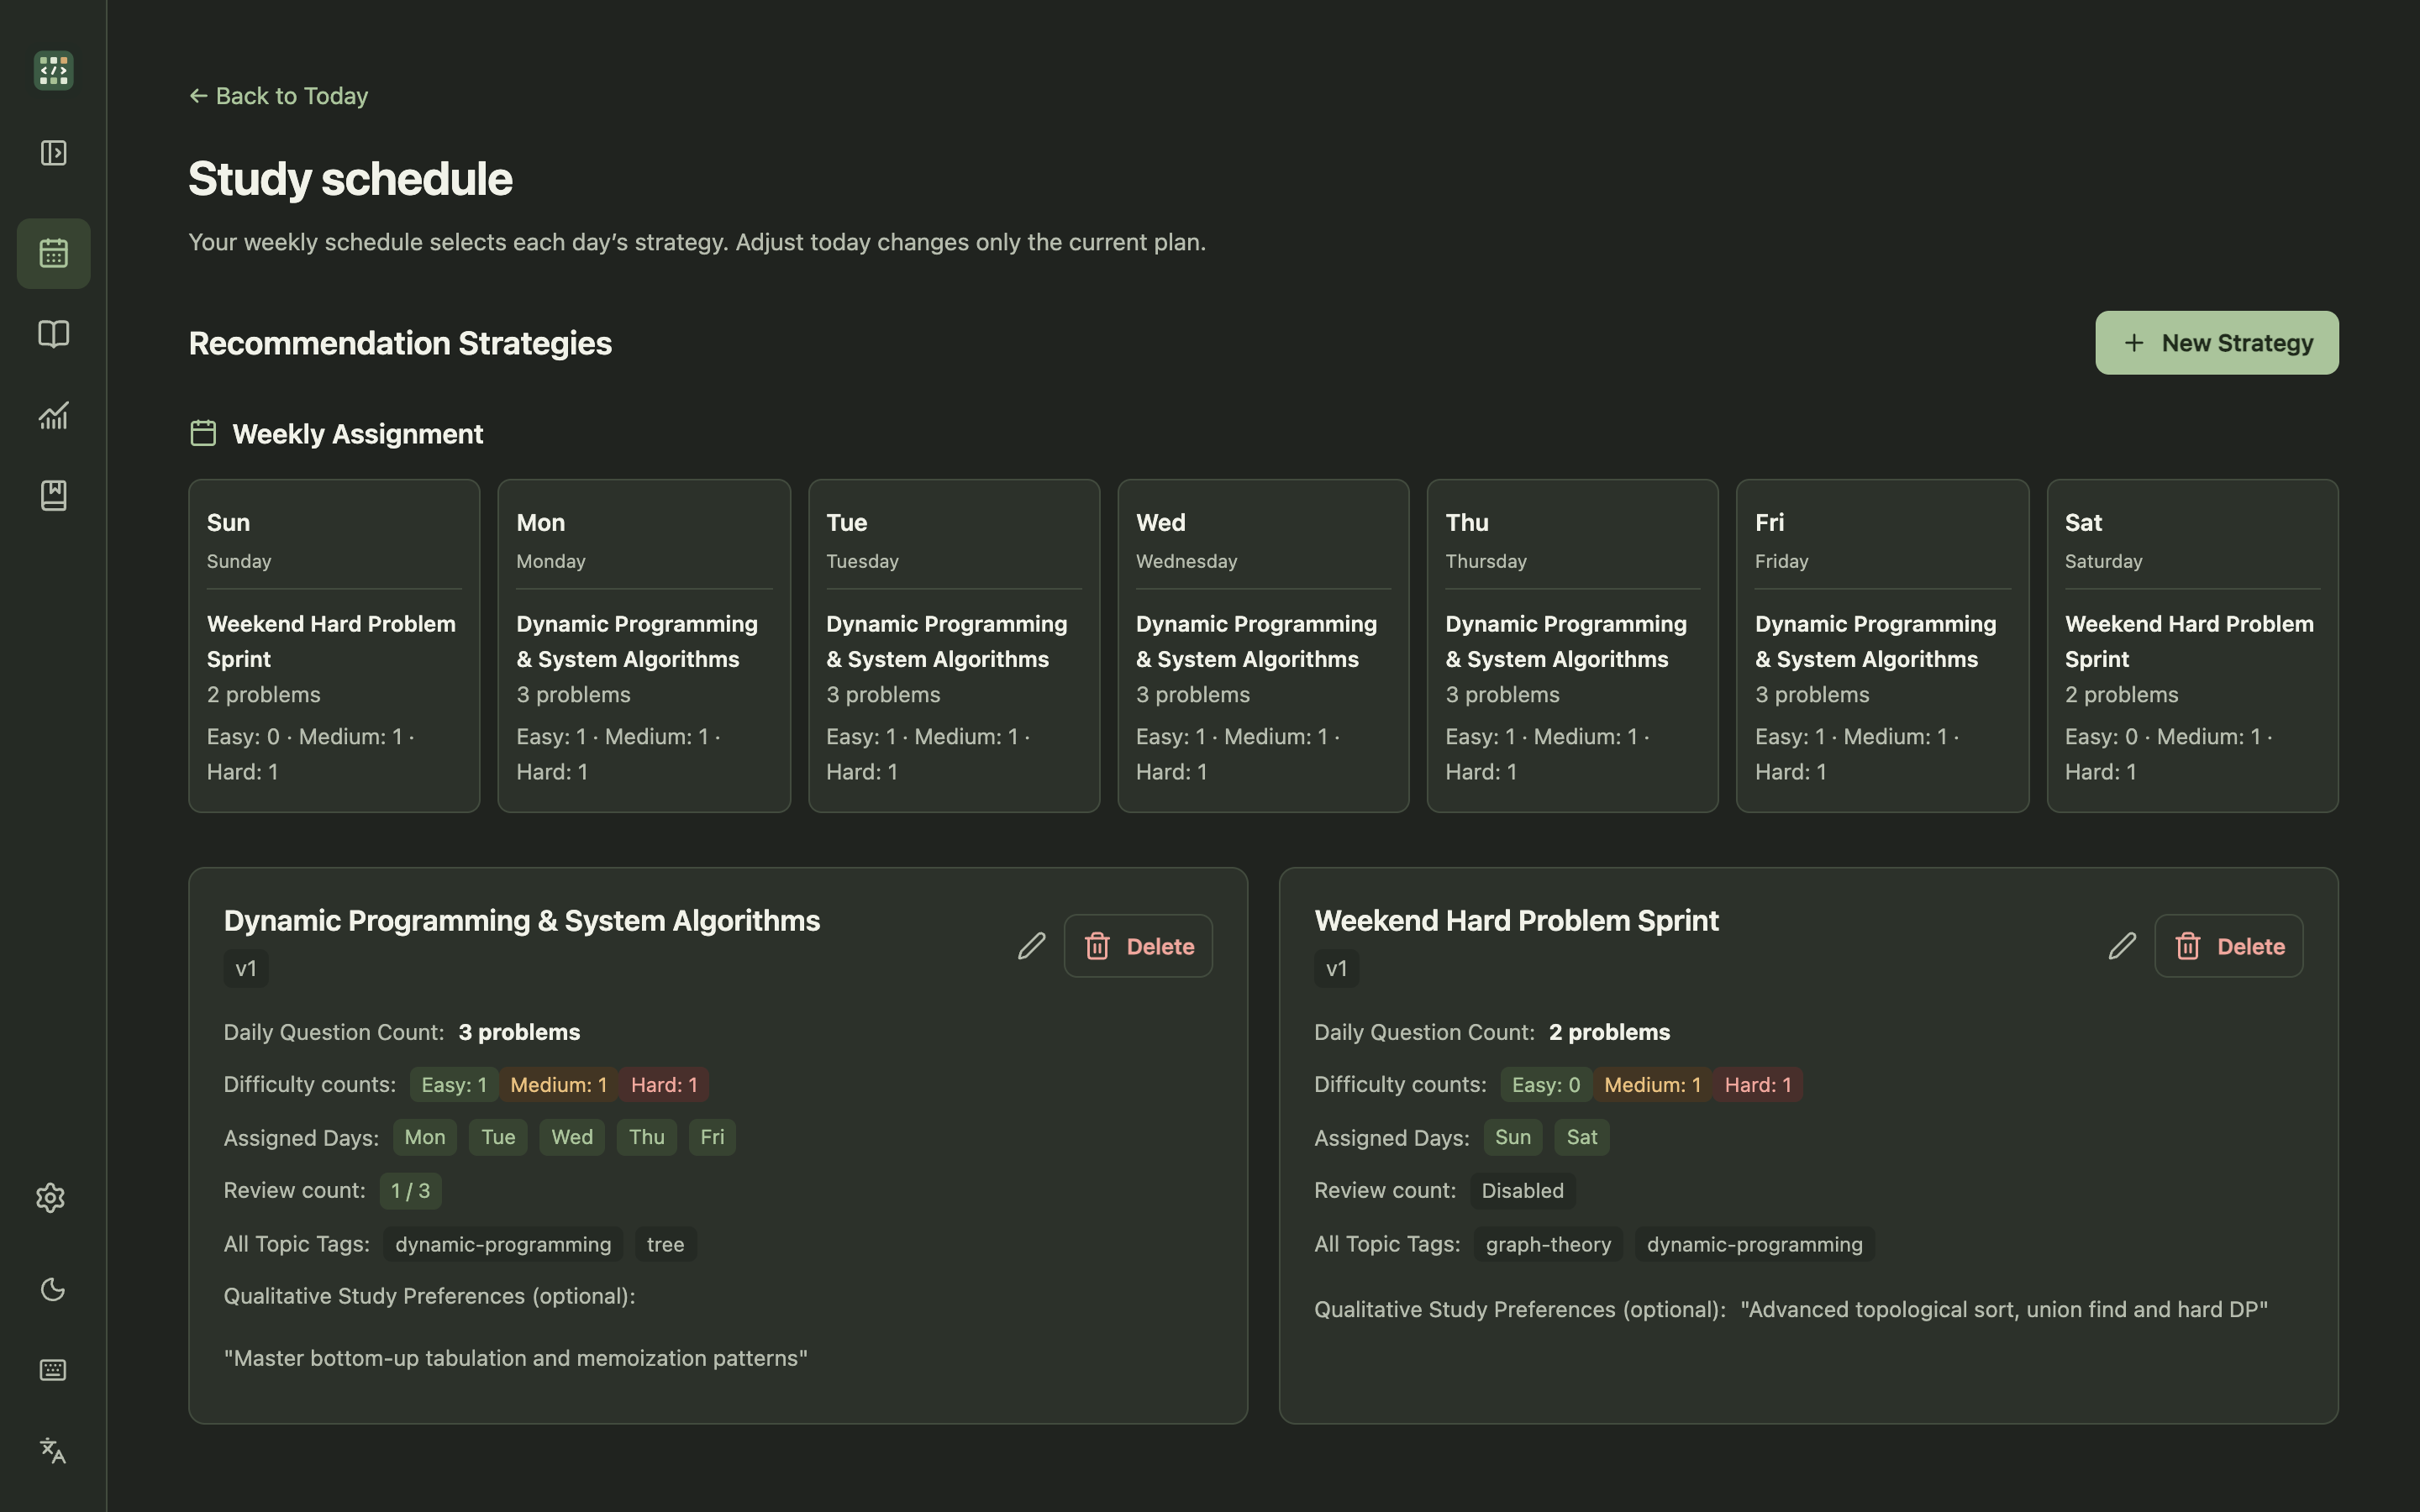 ← Back to Today
Study schedule
Your weekly schedule selects each day’s strategy. Adjust today changes only the current plan.
Recommendation Strategies
+ New Strategy
Weekly Assignment
Sun
Sunday
Weekend Hard Problem
Sprint
2 problems
Easy: 0 · Medium: 1 ·
Hard: 1
Mon
Monday
Dynamic Programming
& System Algorithms
3 problems
Easy: 1 · Medium: 1 ·
Hard: 1
Tue
Tuesday
Dynamic Programming
& System Algorithms
3 problems
Easy: 1 · Medium: 1 ·
Hard: 1
Wed
Wednesday
Dynamic Programming
& System Algorithms
3 problems
Easy: 1 · Medium: 1 ·
Hard: 1
Thu
Thursday
Dynamic Programming
& System Algorithms
3 problems
Easy: 1 · Medium: 1 ·
Hard: 1
Fri
Friday
Dynamic Programming
& System Algorithms
3 problems
Easy: 1 · Medium: 1 ·
Hard: 1
Sat
Saturday
Weekend Hard Problem
Sprint
2 problems
Easy: 0 · Medium: 1 ·
Hard: 1
Dynamic Programming & System Algorithms
v1
Delete
Daily Question Count: 3 problems
Difficulty counts: Easy: 1 Medium: 1 Hard: 1
Assigned Days: Mon Tue Wed Thu Fri
Review count: 1 / 3
All Topic Tags: dynamic-programming tree
Qualitative Study Preferences (optional):
"Master bottom-up tabulation and memoization patterns"
Weekend Hard Problem Sprint
v1
Delete
Daily Question Count: 2 problems
Difficulty counts: Easy: 0 Medium: 1 Hard: 1
Assigned Days: Sun Sat
Review count: Disabled
All Topic Tags: graph-theory dynamic-programming
Qualitative Study Preferences (optional): "Advanced topological sort, union find and hard DP"